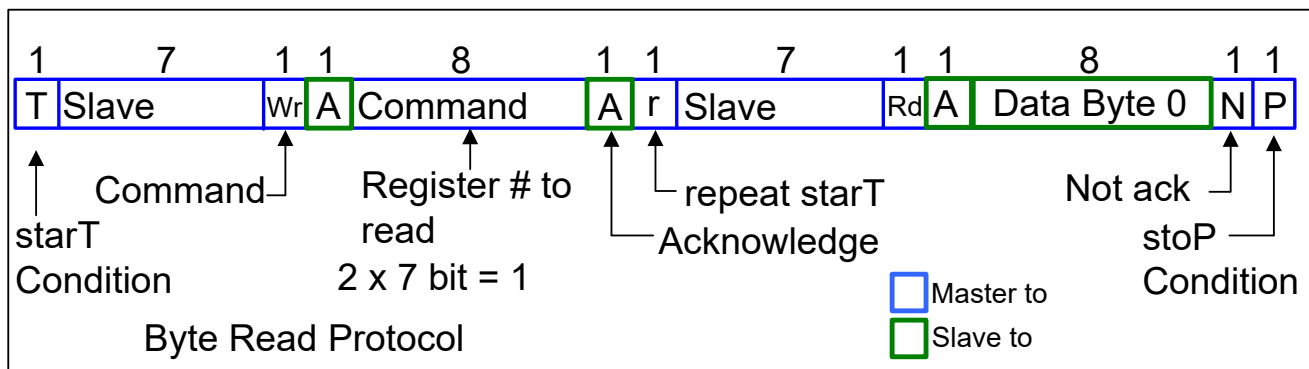 1 7 1 1 8 1 1 7 1 1 8 1 1
T Slave Wr A Command A r Slave Rd A Data Byte 0 N P
Command
Register # to
read
2 x 7 bit = 1
repeat starT
Acknowledge
Not ack
starT
Condition
stoP
Condition
Master to
Slave to
Byte Read Protocol